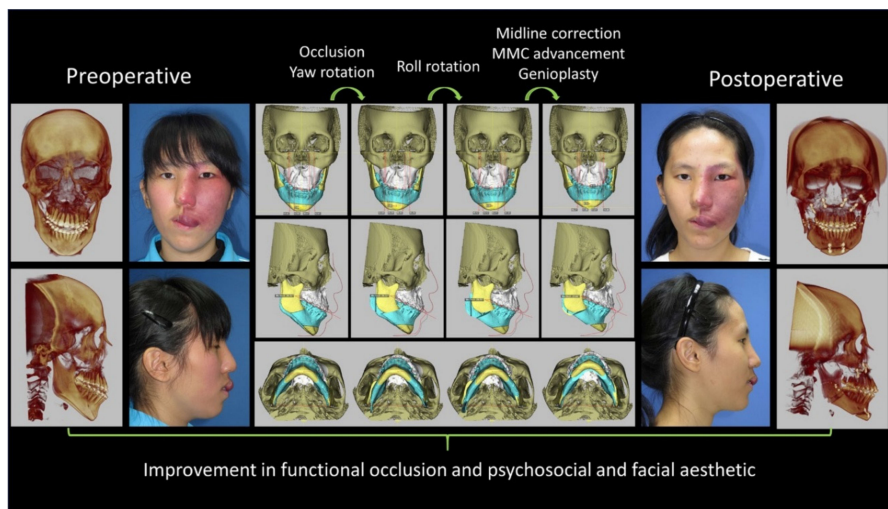 Preoperative
Occlusion
Yaw rotation
Roll rotation
Midline correction
MMC advancement
Genioplasty
Postoperative
Improvement in functional occlusion and psychosocial and facial aesthetic